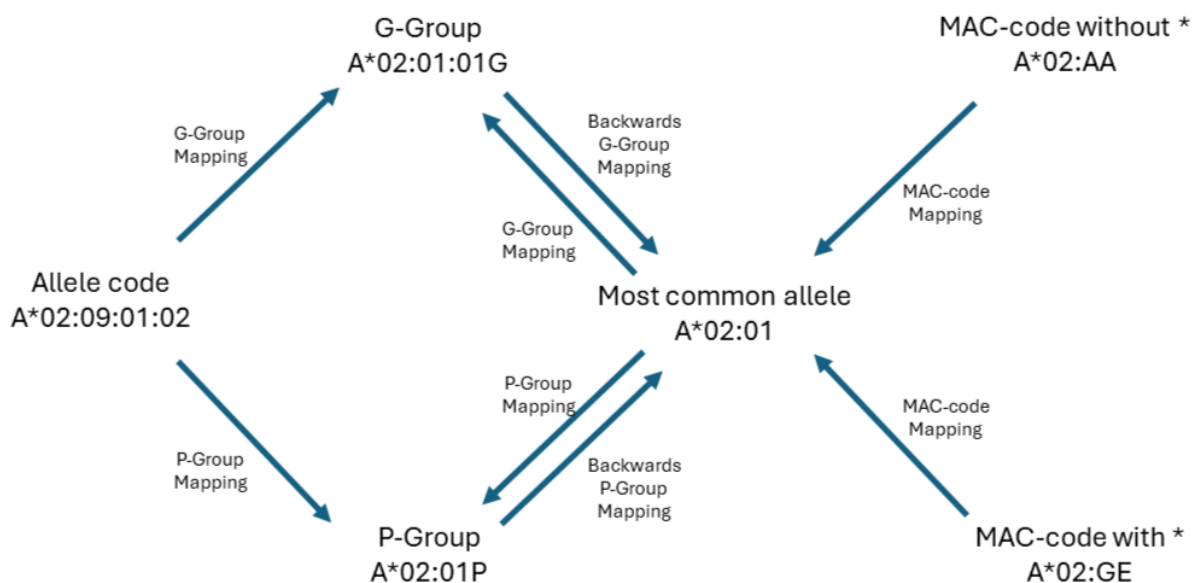 G-Group
A*02:01:01G
MAC-code without *
A*02:AA
G-Group
Mapping
Backwards
G-Group
Mapping
MAC-code
Mapping
G-Group
Mapping
Allele code
A*02:09:01:02
Most common allele
A*02:01
P-Group
Mapping
MAC-code
Mapping
P-Group
Mapping
Backwards
P-Group
Mapping
P-Group
A*02:01P
MAC-code with *
A*02:GE